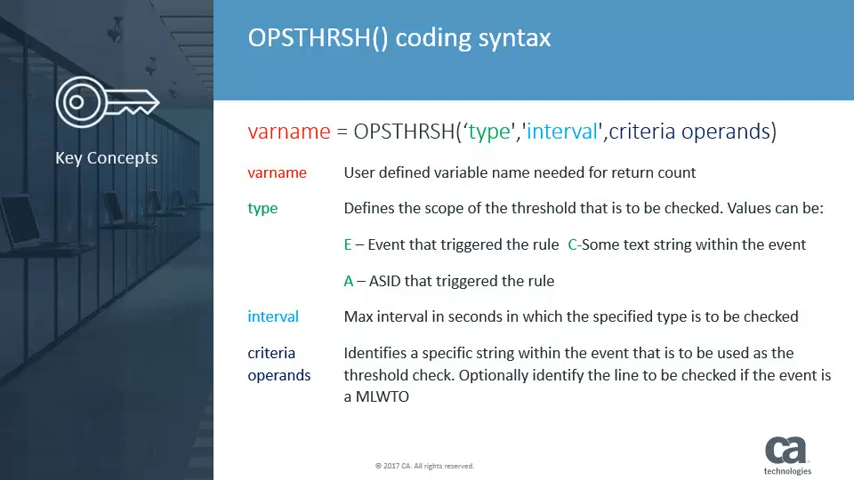 OPSTHRSH() coding syntax
Key Concepts
varname = OPSTHRSH(‘type','interval',criteria operands)
varname User defined variable name needed for return count
type Defines the scope of the threshold that is to be checked. Values can be:
E – Event that triggered the rule C-Some text string within the event
A – ASID that triggered the rule
interval Max interval in seconds in which the specified type is to be checked
criteria Identifies a specific string within the event that is to be used as the
operands threshold check. Optionally identify the line to be checked if the event is
a MLWTO
© 2017 CA. All rights reserved.
ca
technologies